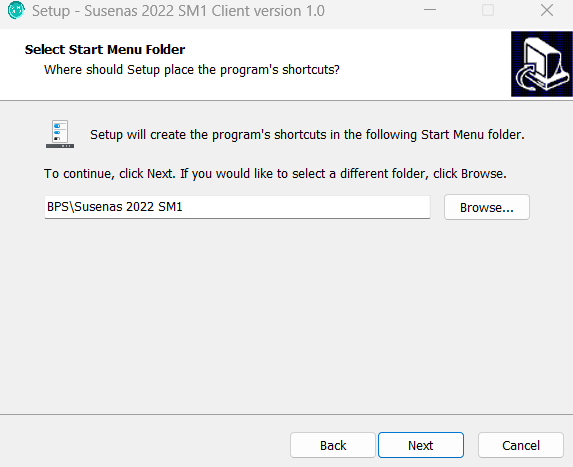 Setup - Susenas 2022 SM1 Client version 1.0
Select Start Menu Folder
Where should Setup place the program's shortcuts?
Setup will create the program's shortcuts in the following Start Menu folder.
To continue, click Next. If you would like to select a different folder, click Browse.
BPS\Susenas 2022 SM1
Browse...
Back
Next
Cancel